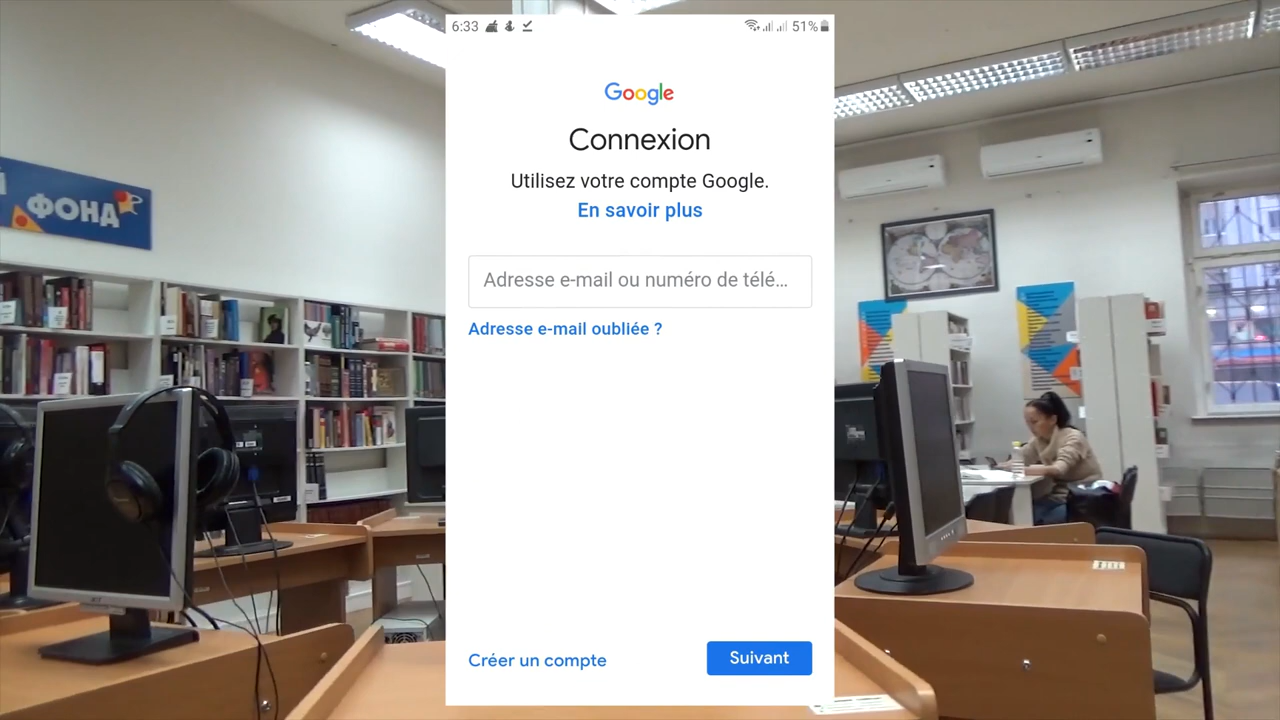 6:33
51%
Google
Connexion
Utilisez votre compte Google.
En savoir plus
Adresse e-mail ou numéro de télé...
Adresse e-mail oubliée ?
Créer un compte
Suivant
ФОНД